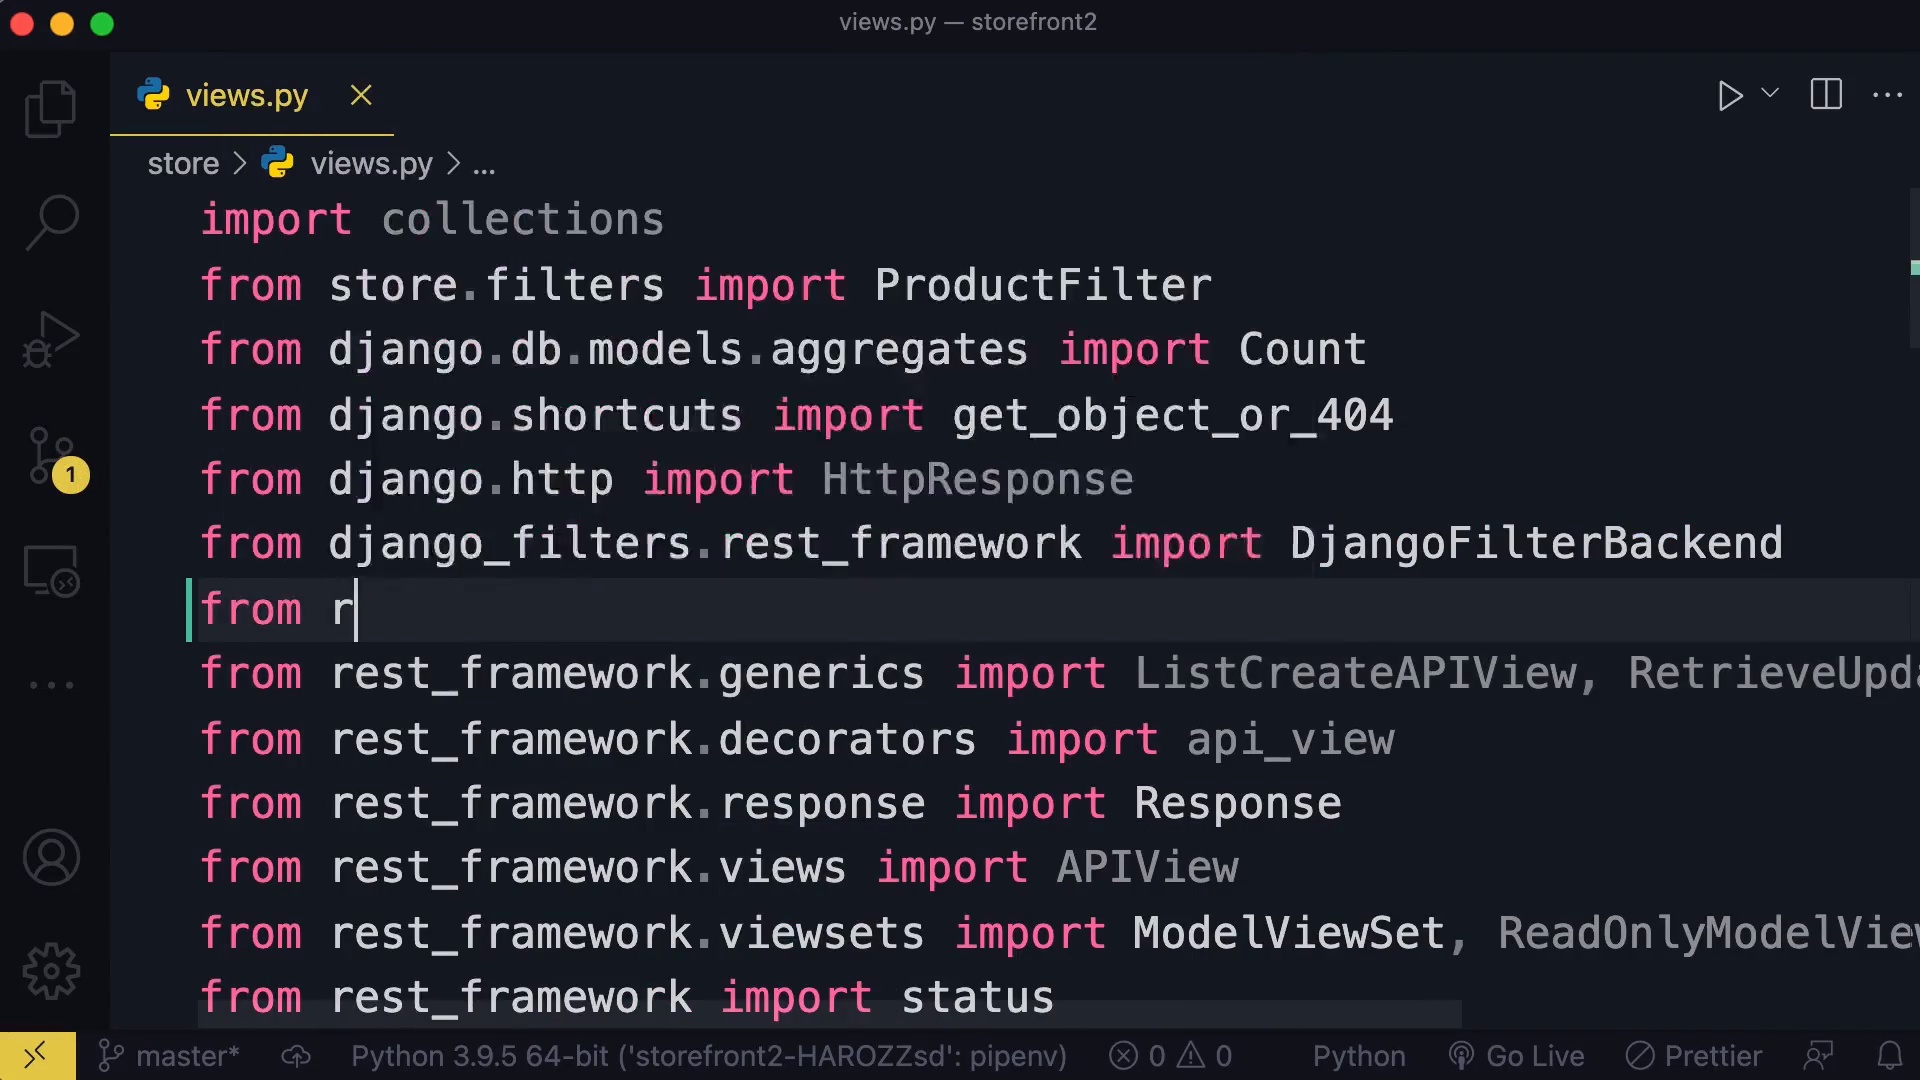 views.py — storefront2
views.py
store > views.py > ...
import collections
from store.filters import ProductFilter
from django.db.models.aggregates import Count
from django.shortcuts import get_object_or_404
from django.http import HttpResponse
from django_filters.rest_framework import DjangoFilterBackend
from r
from rest_framework.generics import ListCreateAPIView, RetrieveUpda
from rest_framework.decorators import api_view
from rest_framework.response import Response
from rest_framework.views import APIView
from rest_framework.viewsets import ModelViewSet, ReadOnlyModelView
from rest_framework import status
1
master* Python 3.9.5 64-bit ('storefront2-HAROZZsd': pipenv) 0 0 Python Go Live Prettier